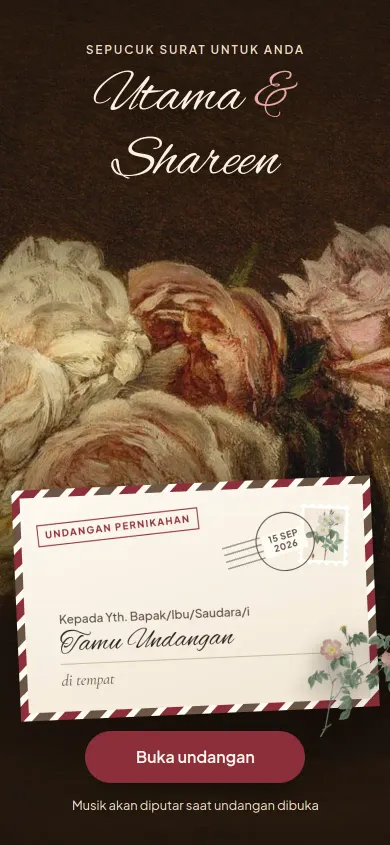 SEPUCUK SURAT UNTUK ANDA
Utama &
Shareen
UNDANGAN PERNIKAHAN
15 SEP
2026
Kepada Yth. Bapak/Ibu/Saudara/i
Tamu Undangan
di tempat
Buka undangan
Musik akan diputar saat undangan dibuka